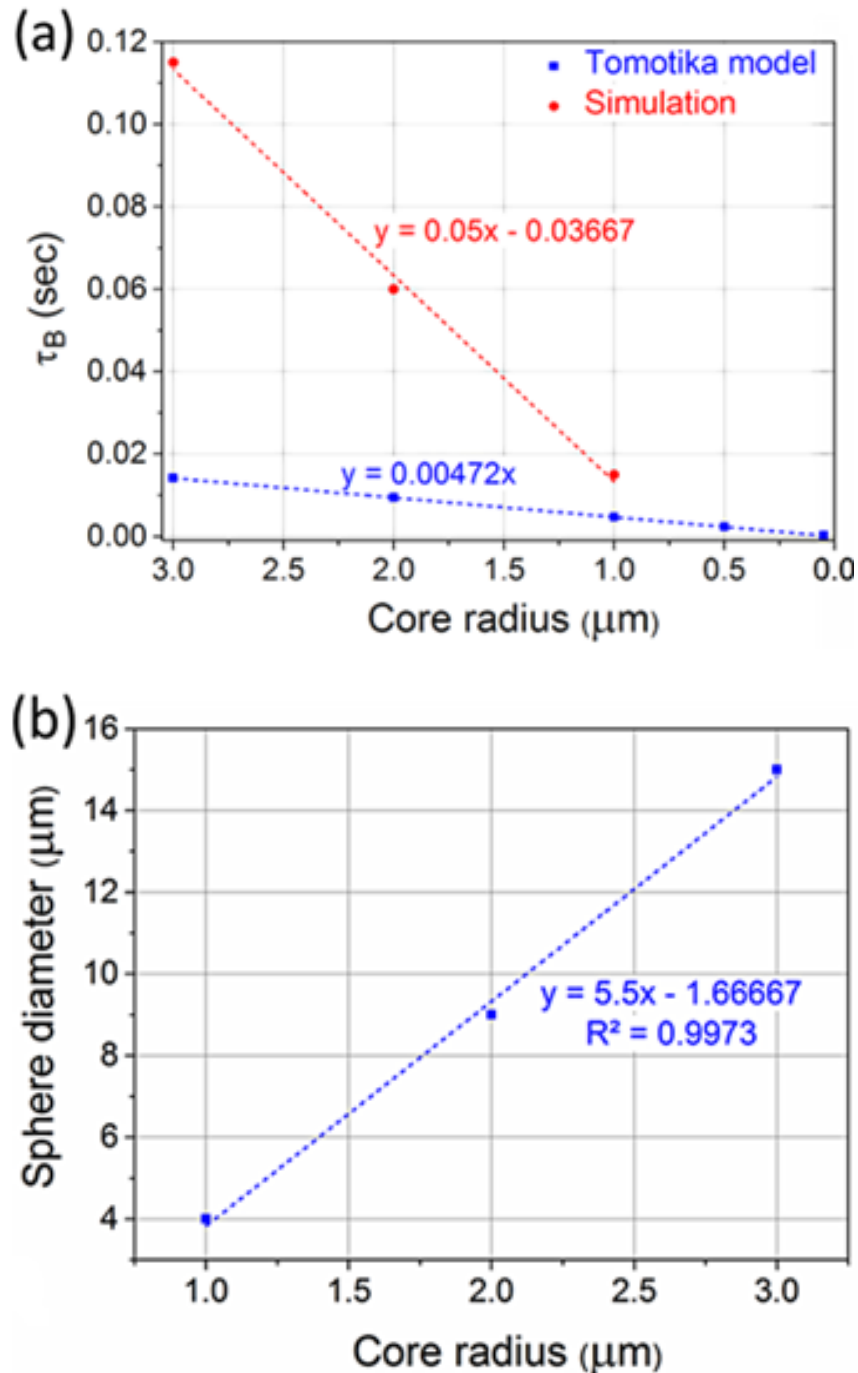 (a)
0.12
0.10
0.08
0.06
0.04
0.02
0.00
τB (sec)
Tomotika model
Simulation
y = 0.05x - 0.03667
y = 0.00472x
3.0 2.5 2.0 1.5 1.0 0.5 0.0
Core radius (μm)
(b)
16
14
12
10
8
6
4
Sphere diameter (μm)
y = 5.5x - 1.66667
R² = 0.9973
1.0 1.5 2.0 2.5 3.0
Core radius (μm)